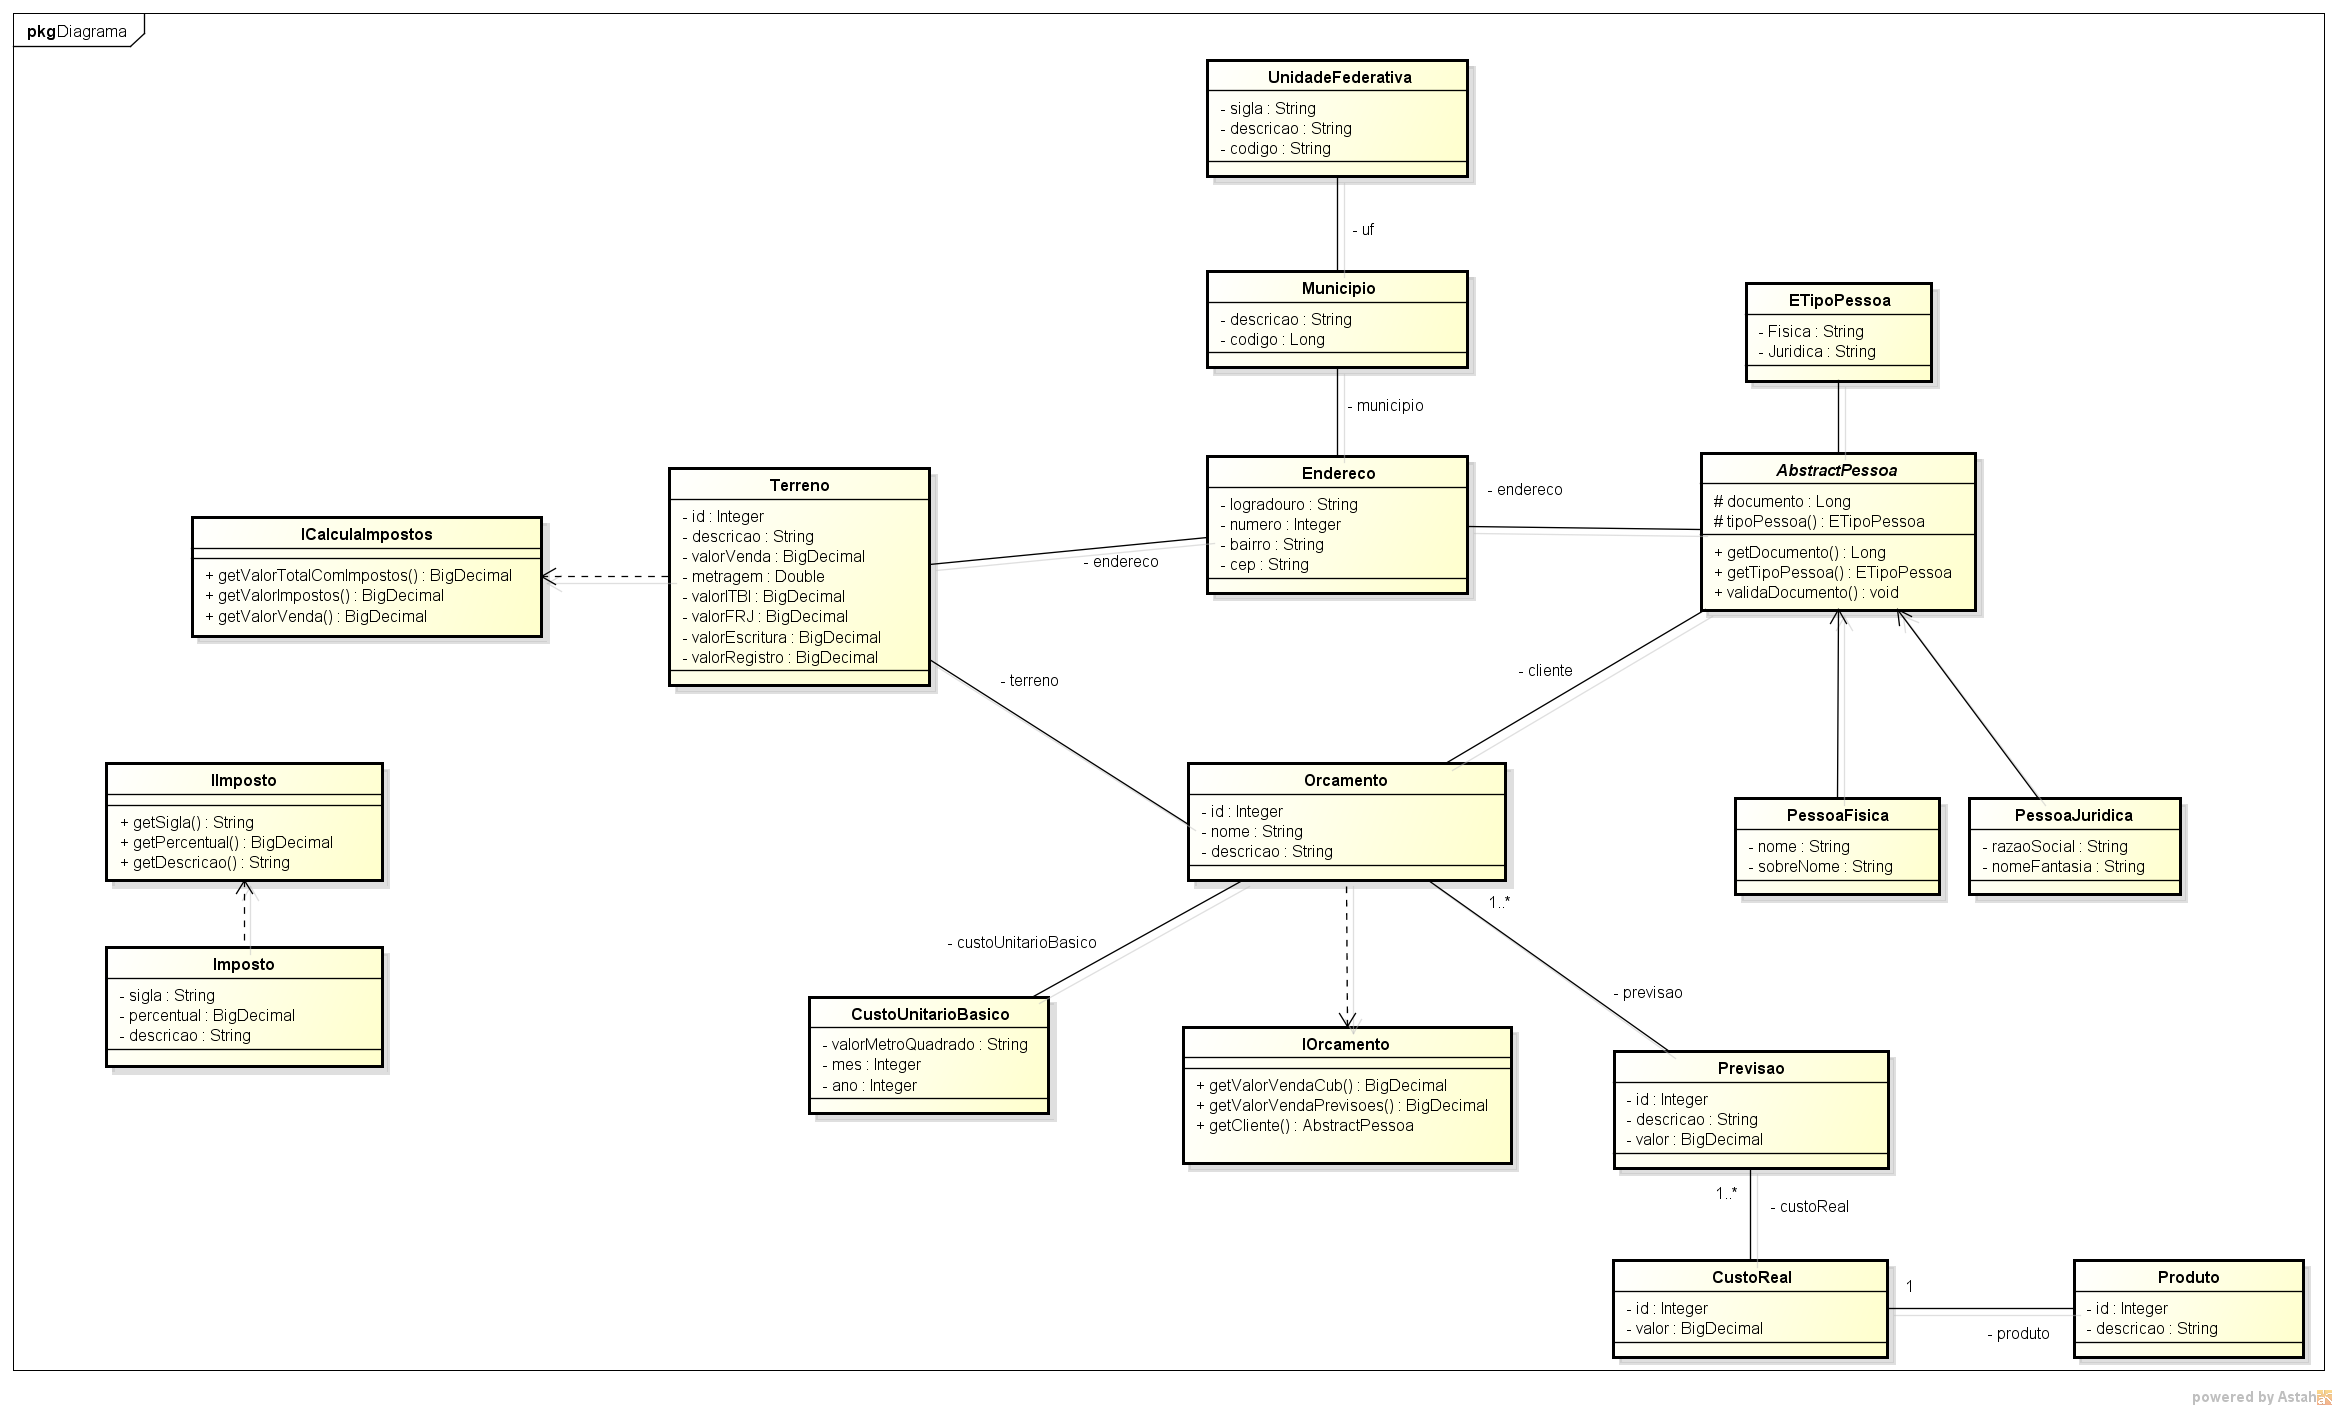 pkg Diagrama
UnidadeFederativa
- sigla : String
- descricao : String
- codigo : String
- uf
Municipio
- descricao : String
- codigo : Long
- municipio
ETipoPessoa
- Fisica : String
- Juridica : String
Endereco
- logradouro : String
- numero : Integer
- bairro : String
- cep : String
- endereco
- endereco
AbstractPessoa
# documento : Long
# tipoPessoa() : ETipoPessoa
+ getDocumento() : Long
+ getTipoPessoa() : ETipoPessoa
+ validaDocumento() : void
Terreno
- id : Integer
- descricao : String
- valorVenda : BigDecimal
- metragem : Double
- valorITBI : BigDecimal
- valorFRJ : BigDecimal
- valorEscritura : BigDecimal
- valorRegistro : BigDecimal
ICalculaImpostos
+ getValorTotalComImpostos() : BigDecimal
+ getValorImpostos() : BigDecimal
+ getValorVenda() : BigDecimal
- terreno
- cliente
IImposto
+ getSigla() : String
+ getPercentual() : BigDecimal
+ getDescricao() : String
Orcamento
- id : Integer
- nome : String
- descricao : String
PessoaFisica
- nome : String
- sobreNome : String
PessoaJuridica
- razaoSocial : String
- nomeFantasia : String
1..*
- custoUnitarioBasico
- previsao
Imposto
- sigla : String
- percentual : BigDecimal
- descricao : String
CustoUnitarioBasico
- valorMetroQuadrado : String
- mes : Integer
- ano : Integer
IOrcamento
+ getValorVendaCub() : BigDecimal
+ getValorVendaPrevisoes() : BigDecimal
+ getCliente() : AbstractPessoa
Previsao
- id : Integer
- descricao : String
- valor : BigDecimal
1..*
- custoReal
CustoReal
- id : Integer
- valor : BigDecimal
1
- produto
Produto
- id : Integer
- descricao : String
powered by Astah